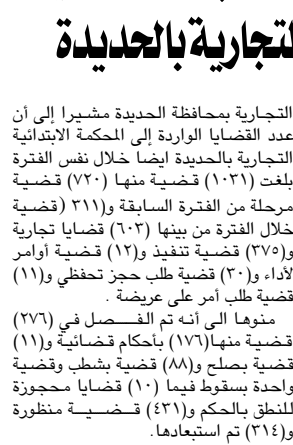 لتجارية بالحديدة
التجارية بمحافظة الحديدة مشيرا إلى أن
عدد القضايا الواردة إلى المحكمة الابتدائية
التجارية بالحديدة ايضا خلال نفس الفترة
بلغت (١٠٣١) قضية منها (٧٢٠) قضية
مرحلة من الفترة السابقة و(٣١١ (قضية
خلال الفترة من بينها (٦٠٣) قضايا تجارية
و(٣٧٥) قضية تنفيذ و(١٢) قضية أوامر
لأداء و(٣٠) قضية طلب حجز تحفظي و(١١)
قضية طلب أمر على عريضة .
منوها الى أنه تم الفصل في (٢٧٦)
قضية منها(١٧٦) بأحكام قضائية و(١١)
قضية بصلح و(٨٨) قضية بشطب وقضية
واحدة بسقوط فيما (١٠) قضايا محجوزة
للنطق بالحكم و(٤٣١) قضية منظورة
و(٣١٤) تم استبعادها.